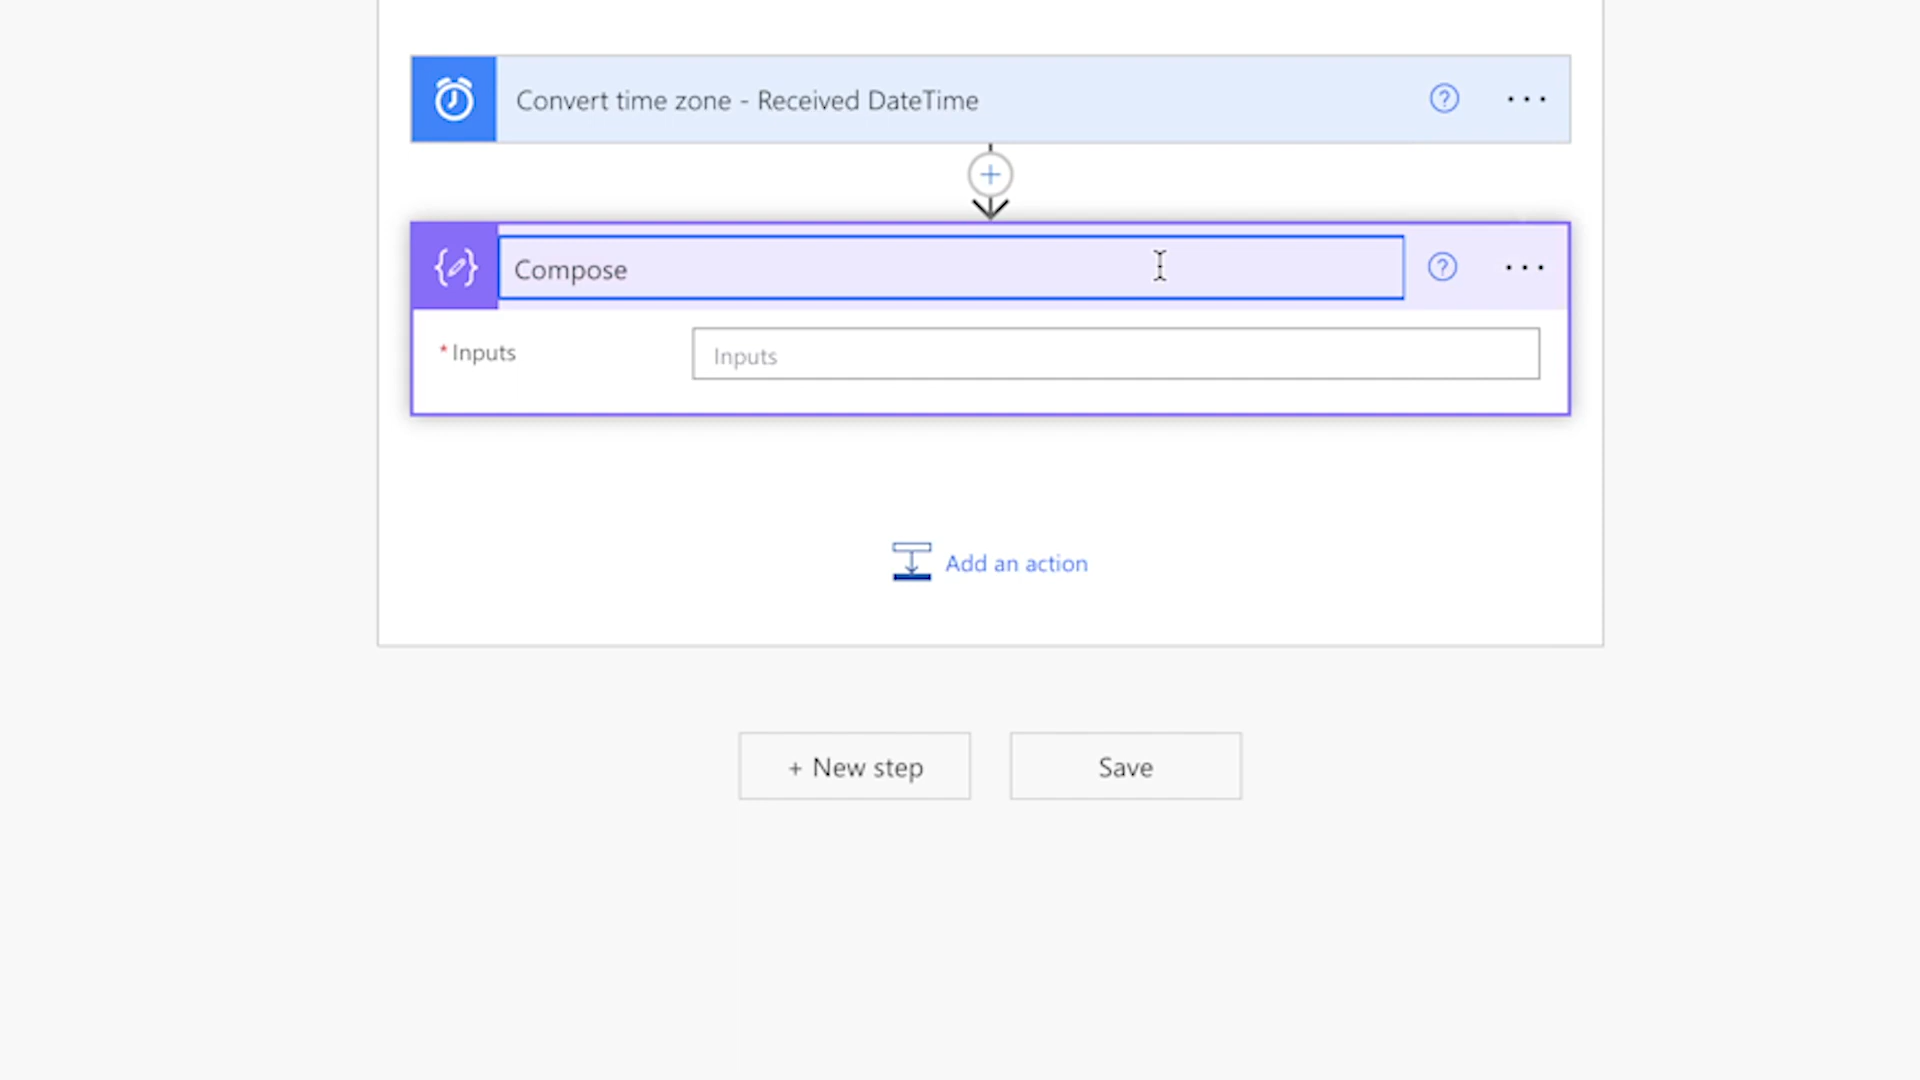 Convert time zone - Received DateTime
Compose
* Inputs
Inputs
Add an action
+ New step
Save